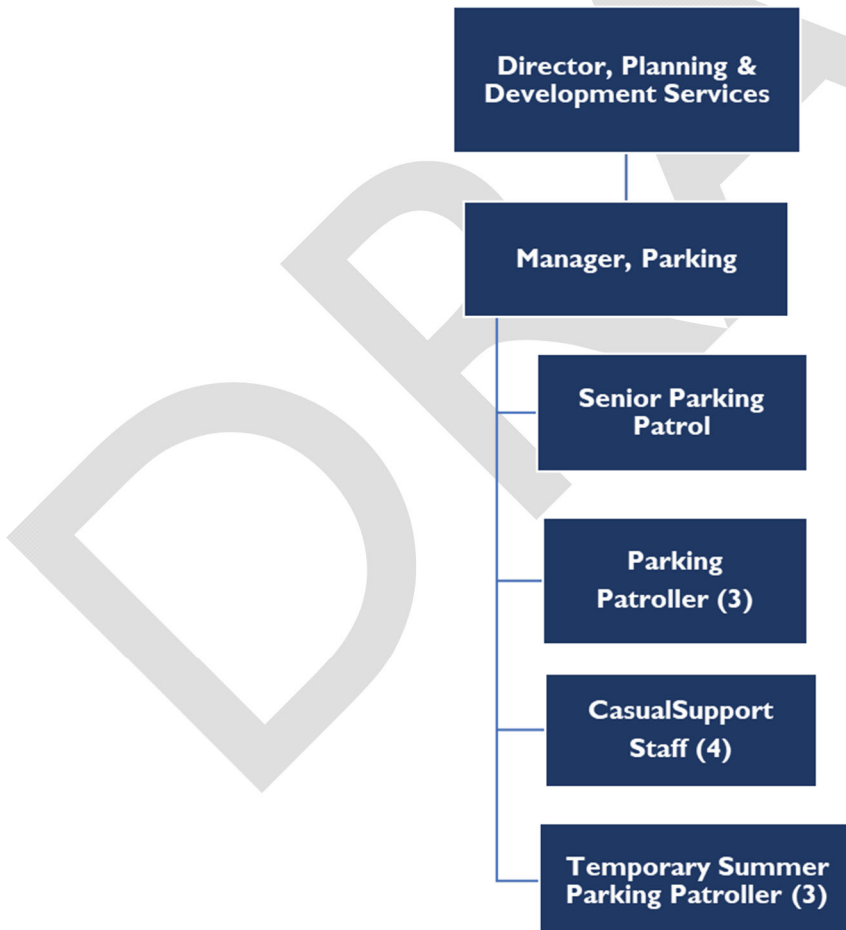 Director, Planning &
Development Services
Manager, Parking
Senior Parking
Patrol
Parking
Patroller (3)
CasualSupport
Staff (4)
Temporary Summer
Parking Patroller (3)